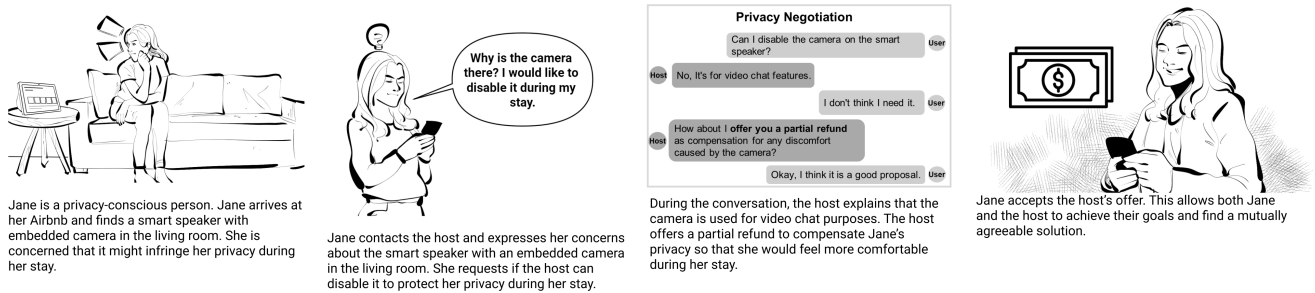 Jane is a privacy-conscious person. Jane arrives at
her Airbnb and finds a smart speaker with
embedded camera in the living room. She is
concerned that it might infringe her privacy during
her stay.
Why is the camera
there? I would like to
disable it during my
stay.
Jane contacts the host and expresses her concerns
about the smart speaker with an embedded camera
in the living room. She requests if the host can
disable it to protect her privacy during her stay.
Privacy Negotiation
Can I disable the camera on the smart
speaker?
User
Host
No, It's for video chat features.
I don't think I need it.
User
Host
How about I offer you a partial refund
as compensation for any discomfort
caused by the camera?
Okay, I think it is a good proposal.
User
During the conversation, the host explains that the
camera is used for video chat purposes. The host
offers a partial refund to compensate Jane's
privacy so that she would feel more comfortable
during her stay.
$
Jane accepts the host's offer. This allows both Jane
and the host to achieve their goals and find a mutually
agreeable solution.